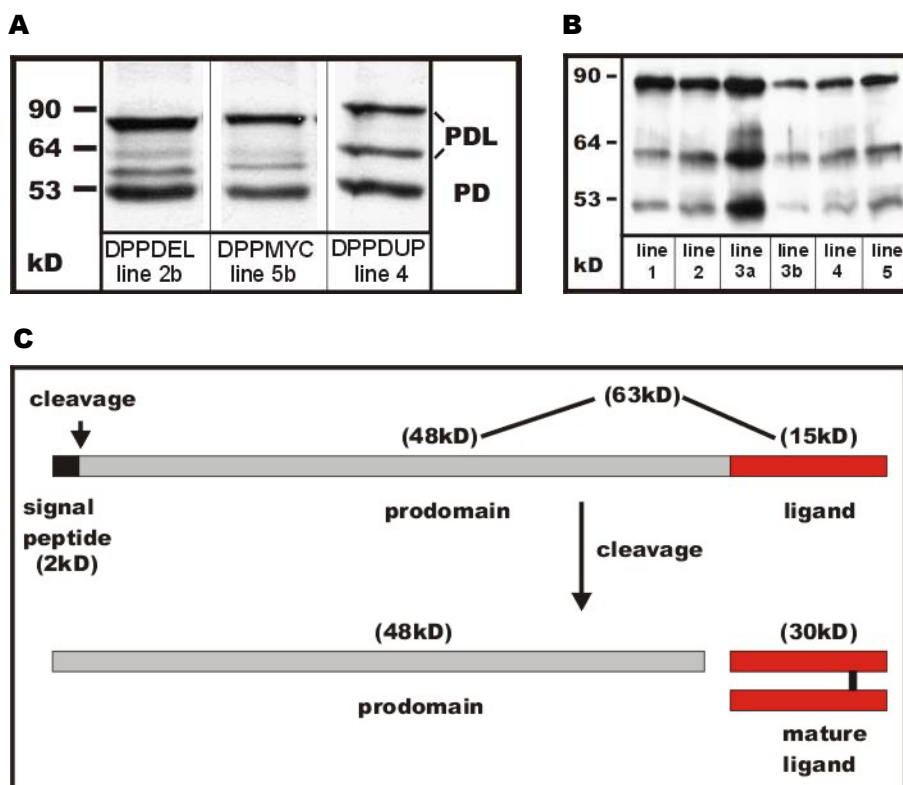 A
90
64
53
kD
PDL
PD
DPPDEL
line 2b
DPPMYC
line 5b
DPPDUP
line 4
B
90
64
53
kD
line
1
line
2
line
3a
line
3b
line
4
line
5
C
cleavage
(63kD)
(48kD)
(15kD)
signal
peptide
(2kD)
prodomain
ligand
cleavage
(48kD)
(30kD)
prodomain
mature
ligand